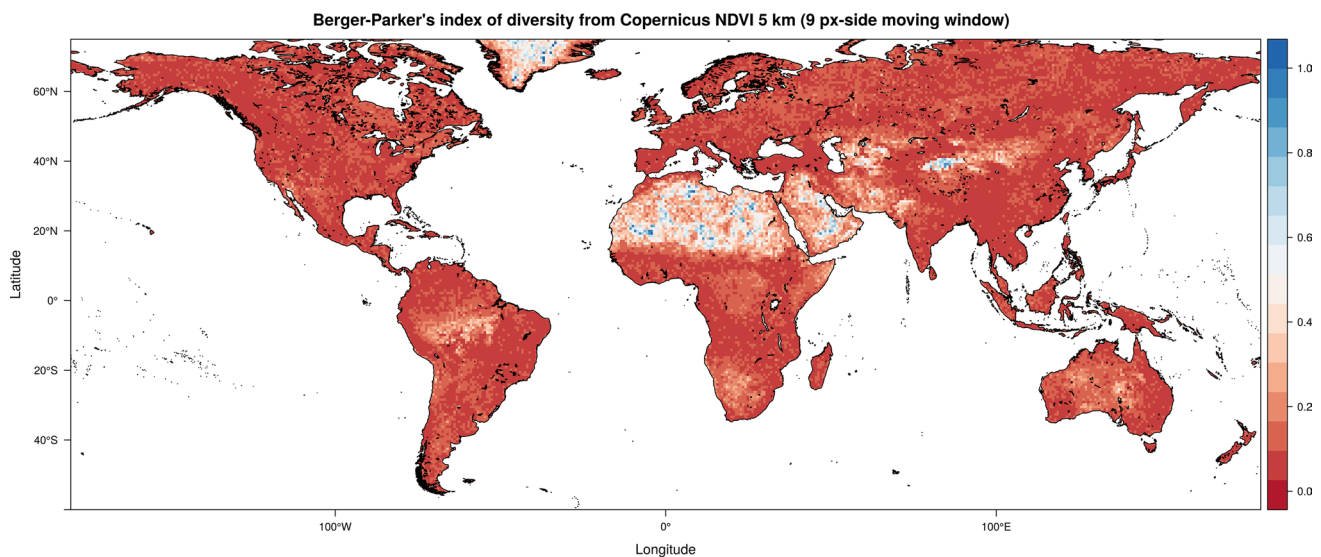 Berger-Parker's index of diversity from Copernicus NDVI 5 km (9 px-side moving window)
1.0
60°N
40°N
0.8
20°N
0.6
Latitude
0°
0.4
20°S
0.2
40°S
0.0
100°W
0°
100°E
Longitude